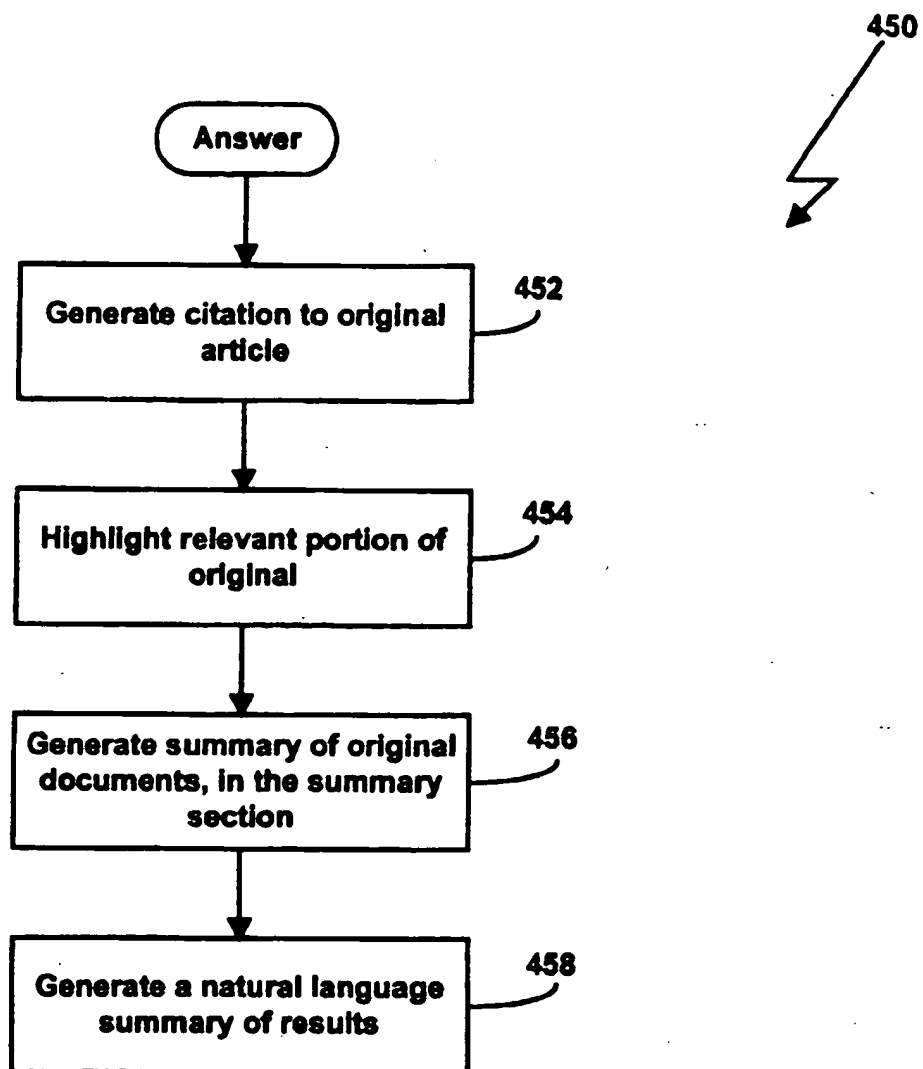 450
Answer
452
Generate citation to original
article
454
Highlight relevant portion of
original
456
Generate summary of original
documents, in the summary
section
458
Generate a natural language
summary of results